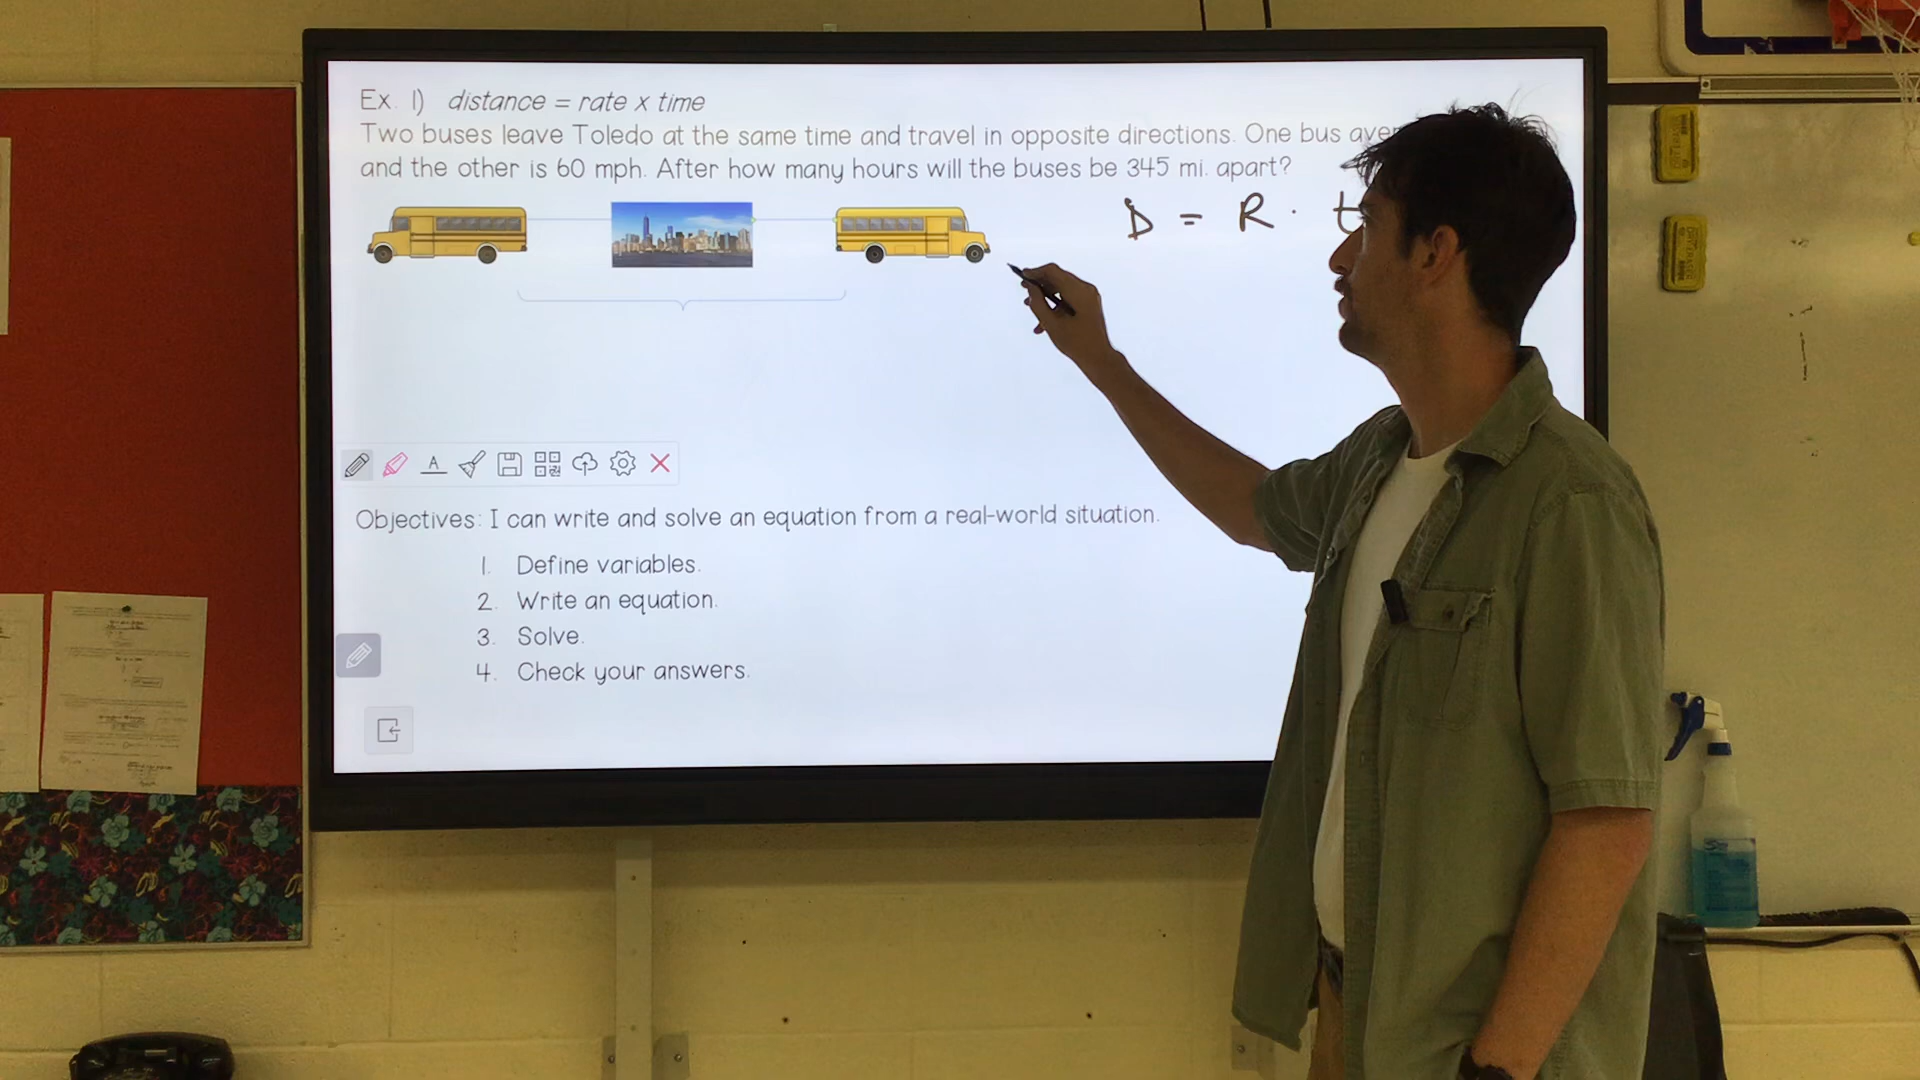 Ex. 1) distance = rate x time
Two buses leave Toledo at the same time and travel in opposite directions. One bus
and the other is 60 mph. After how many hours will the buses be 345 mi. apart?
D = R · t
A
Objectives: I can write and solve an equation from a real-world situation.
1. Define variables.
2. Write an equation.
3. Solve.
4. Check your answers.